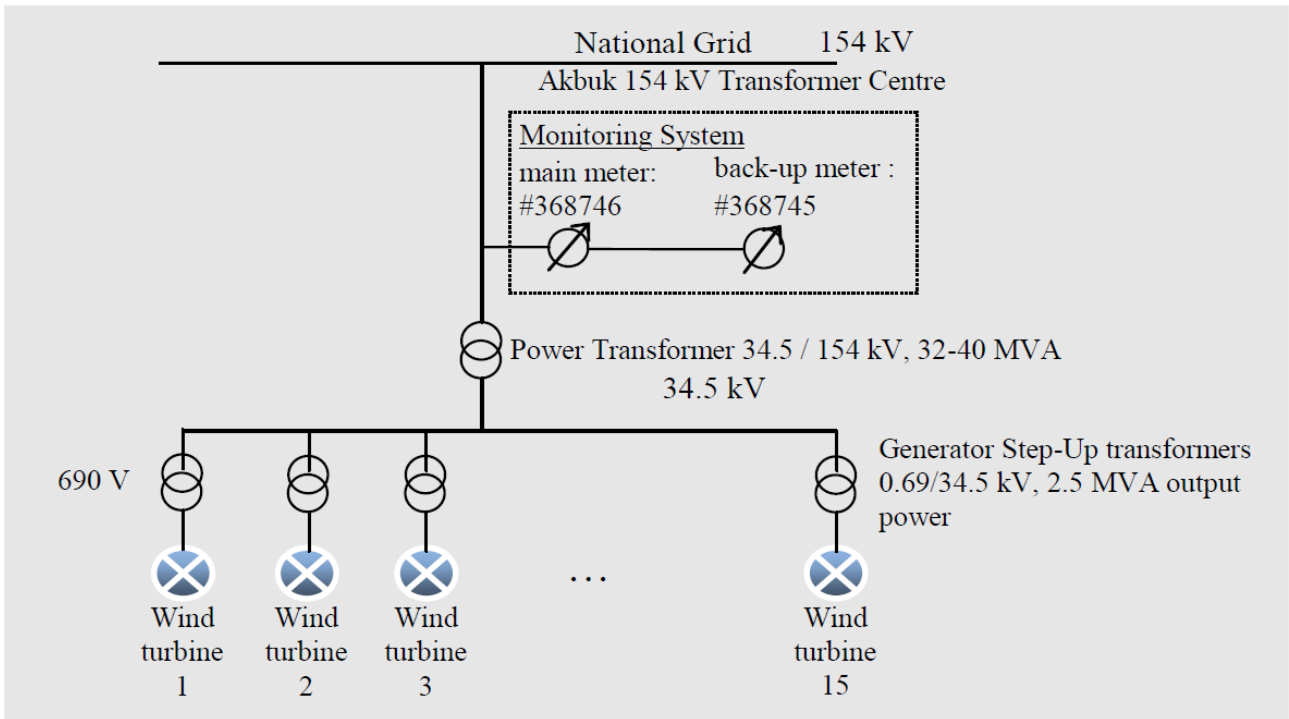 National Grid 154 kV
Akbuk 154 kV Transformer Centre
Monitoring System
main meter:
#368746
back-up meter :
#368745
Power Transformer 34.5 / 154 kV, 32-40 MVA
34.5 kV
690 V
Generator Step-Up transformers
0.69/34.5 kV, 2.5 MVA output
power
...
Wind
turbine
1
Wind
turbine
2
Wind
turbine
3
Wind
turbine
15